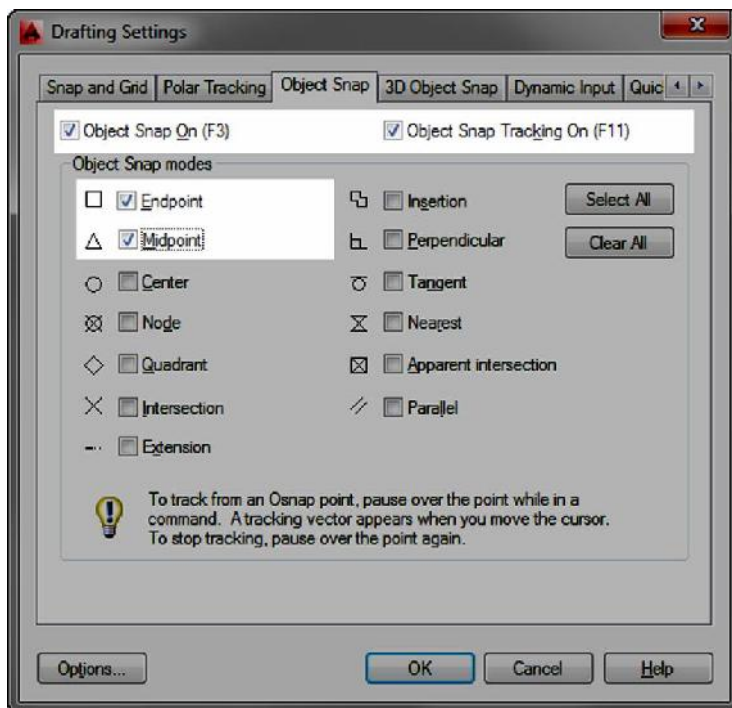 Drafting Settings
Snap and Grid Polar Tracking Object Snap 3D Object Snap Dynamic Input Quic
Object Snap On (F3) Object Snap Tracking On (F11)
Object Snap modes
Endpoint Insertion Select All
Midpoint Perpendicular Clear All
Center Tangent
Node Nearest
Quadrant Apparent intersection
Intersection Parallel
Extension
To track from an Osnap point, pause over the point while in a
command. A tracking vector appears when you move the cursor.
To stop tracking, pause over the point again.
Options... OK Cancel Help